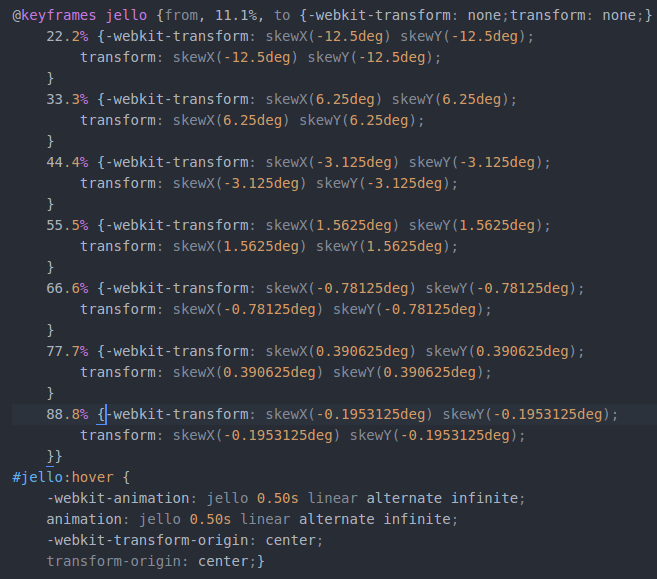 @keyframes jello {from, 11.1%, to {-webkit-transform: none;transform: none;}
    22.2% {-webkit-transform: skewX(-12.5deg) skewY(-12.5deg);
        transform: skewX(-12.5deg) skewY(-12.5deg);
    }
    33.3% {-webkit-transform: skewX(6.25deg) skewY(6.25deg);
        transform: skewX(6.25deg) skewY(6.25deg);
    }
    44.4% {-webkit-transform: skewX(-3.125deg) skewY(-3.125deg);
        transform: skewX(-3.125deg) skewY(-3.125deg);
    }
    55.5% {-webkit-transform: skewX(1.5625deg) skewY(1.5625deg);
        transform: skewX(1.5625deg) skewY(1.5625deg);
    }
    66.6% {-webkit-transform: skewX(-0.78125deg) skewY(-0.78125deg);
        transform: skewX(-0.78125deg) skewY(-0.78125deg);
    }
    77.7% {-webkit-transform: skewX(0.390625deg) skewY(0.390625deg);
        transform: skewX(0.390625deg) skewY(0.390625deg);
    }
    88.8% {-webkit-transform: skewX(-0.1953125deg) skewY(-0.1953125deg);
        transform: skewX(-0.1953125deg) skewY(-0.1953125deg);
    }}
#jello:hover {
    -webkit-animation: jello 0.50s linear alternate infinite;
    animation: jello 0.50s linear alternate infinite;
    -webkit-transform-origin: center;
    transform-origin: center;}